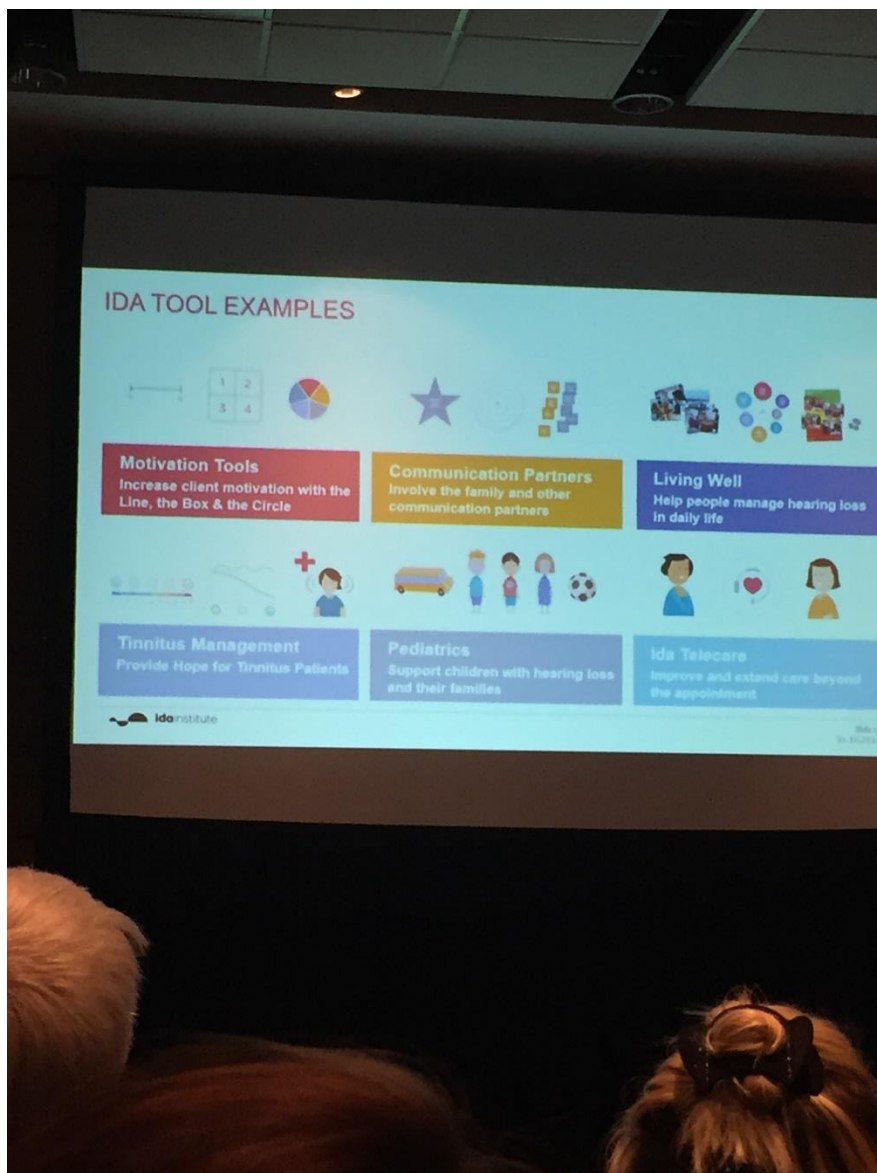 IDA TOOL EXAMPLES
1 2
3 4
Motivation Tools
Increase client motivation with the
Line, the Box & the Circle
Communication Partners
Involve the family and other
communication partners
Living Well
Help people manage hearing loss
in daily life
Tinnitus Management
Provide Hope for Tinnitus Patients
Pediatrics
Support children with hearing loss
and their families
Ida Telecare
Improve and extend care beyond
the appointment
idainstitute